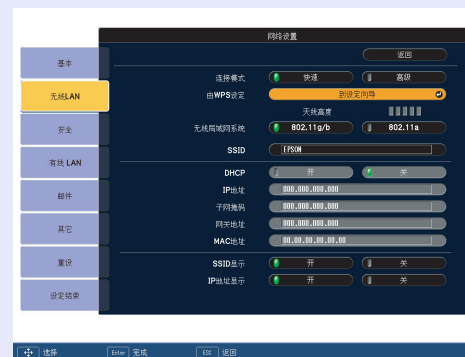 网络设置
返回
基本
无线LAN
安全
有线 LAN
邮件
其它
重设
设定结束
连接模式 快速 高级
由WPS设定 到设定向导
天线高度
无线局域网系统 802.11g/b 802.11a
SSID EPSON
DHCP 开 关
IP地址 000.000.000.000
子网掩码 000.000.000.000
网关地址 000.000.000.000
MAC地址 00.00.00.00.00.00
SSID显示 开 关
IP地址显示 开 关
选择 Enter 完成 ESC 返回